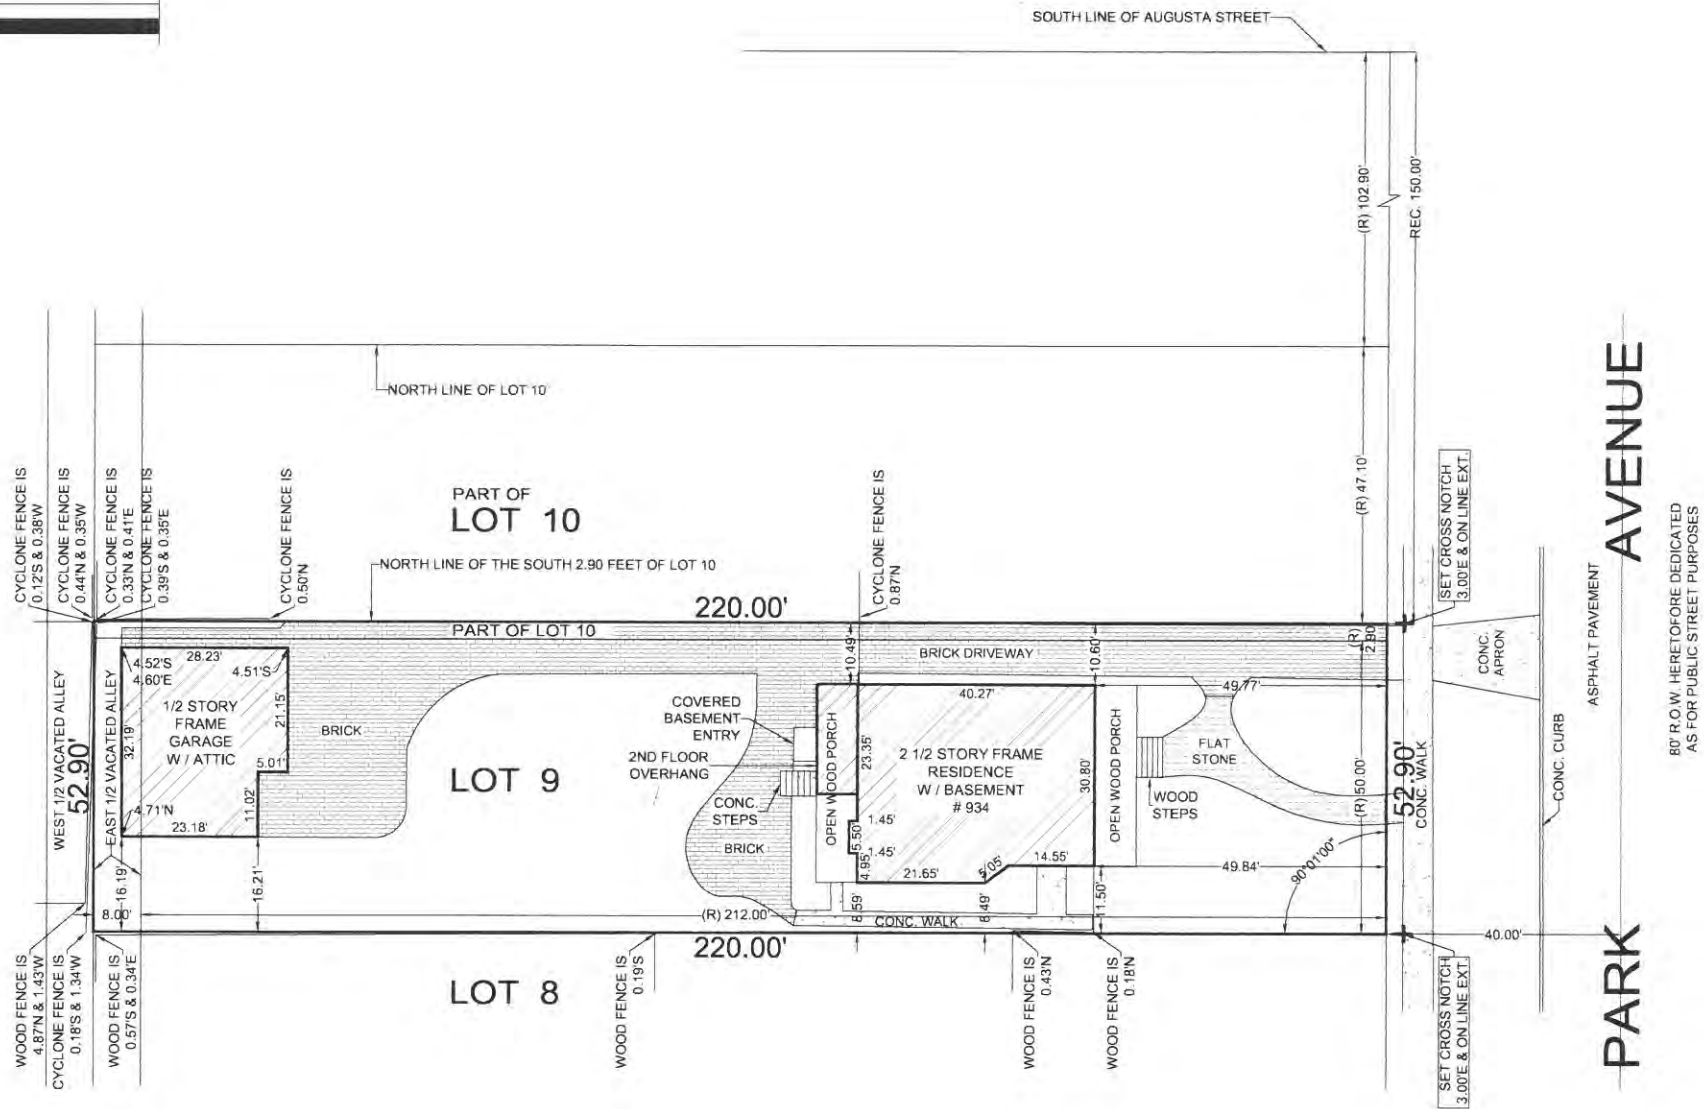 SOUTH LINE OF AUGUSTA STREET
(R) 102.90'
REC. 150.00'
NORTH LINE OF LOT 10
(R) 47.10'
CYCLONE FENCE IS
0.12'S & 0.38'W
CYCLONE FENCE IS
0.44'N & 0.35'W
CYCLONE FENCE IS
0.33'N & 0.41'E
CYCLONE FENCE IS
0.39'S & 0.35'E
CYCLONE FENCE IS
0.50'N
PART OF
LOT 10
NORTH LINE OF THE SOUTH 2.90 FEET OF LOT 10
CYCLONE FENCE IS
0.87'N
SET CROSS NOTCH
3.00'E & ON LINE EXT.
220.00'
PART OF LOT 10
BRICK DRIVEWAY
10.49'
10.60'
(R)
2.90'
CONC.
APRON
ASPHALT PAVEMENT
PARK AVENUE
80' R.O.W. HERETOFORE DEDICATED
AS FOR PUBLIC STREET PURPOSES
WEST 1/2 VACATED ALLEY
52.90'
EAST 1/2 VACATED ALLEY
4.52'S
4.60'E
28.23'
4.51'S
1/2 STORY
FRAME
GARAGE
W / ATTIC
32.19'
21.15'
5.01'
11.02'
4.71'N
23.18'
BRICK
16.19'
16.21'
8.00'
LOT 9
COVERED
BASEMENT
ENTRY
2ND FLOOR
OVERHANG
CONC.
STEPS
BRICK
OPEN WOOD PORCH
40.27'
23.35'
2 1/2 STORY FRAME
RESIDENCE
W / BASEMENT
# 934
30.80'
1.45'
5.50'
1.45'
4.95'
21.65'
5.05'
14.55'
8.59'
8.49'
11.50'
CONC. WALK
OPEN WOOD PORCH
WOOD
STEPS
FLAT
STONE
49.77'
49.84'
(R) 50.00'
90°01'00"
52.90'
CONC. WALK
CONC. CURB
40.00'
(R) 212.00'
220.00'
LOT 8
WOOD FENCE IS
4.87'N & 1.43'W
CYCLONE FENCE IS
0.18'S & 1.34'W
WOOD FENCE IS
0.57'S & 0.34'E
WOOD FENCE IS
0.19'S
WOOD FENCE IS
0.43'N
WOOD FENCE IS
0.18'N
SET CROSS NOTCH
3.00'E & ON LINE EXT.